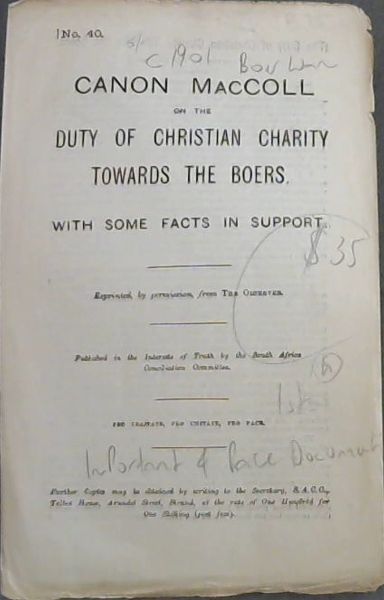 No. 40.
6/-
C 1901 Boer War
CANON MACCOLL
ON THE
DUTY OF CHRISTIAN CHARITY
TOWARDS THE BOERS.
WITH SOME FACTS IN SUPPORT.
$35
Reprinted, by permission, from THE OBSERVER.
Published in the Interests of Truth by the South Africa
Conciliation Committee.
1st
PRO VERITATE, PRO CIVITATE, PRO PACE.
Important & Rare Document
Further Copies may be obtained by writing to the Secretary, S.A.C.C.,
Talbot House, Arundel Street, Strand, at the rate of One Hundred for
One Shilling (post free).